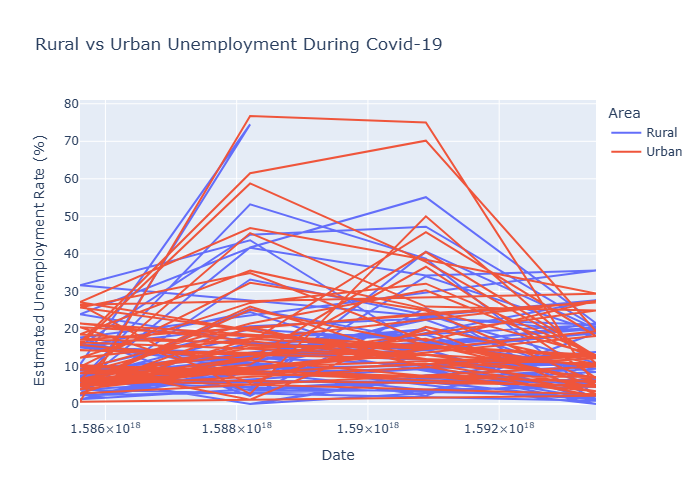 Rural vs Urban Unemployment During Covid-19
Area
Rural
Urban
Estimated Unemployment Rate (%)
80
70
60
50
40
30
20
10
0
1.586×10¹⁸ 1.588×10¹⁸ 1.59×10¹⁸ 1.592×10¹⁸
Date